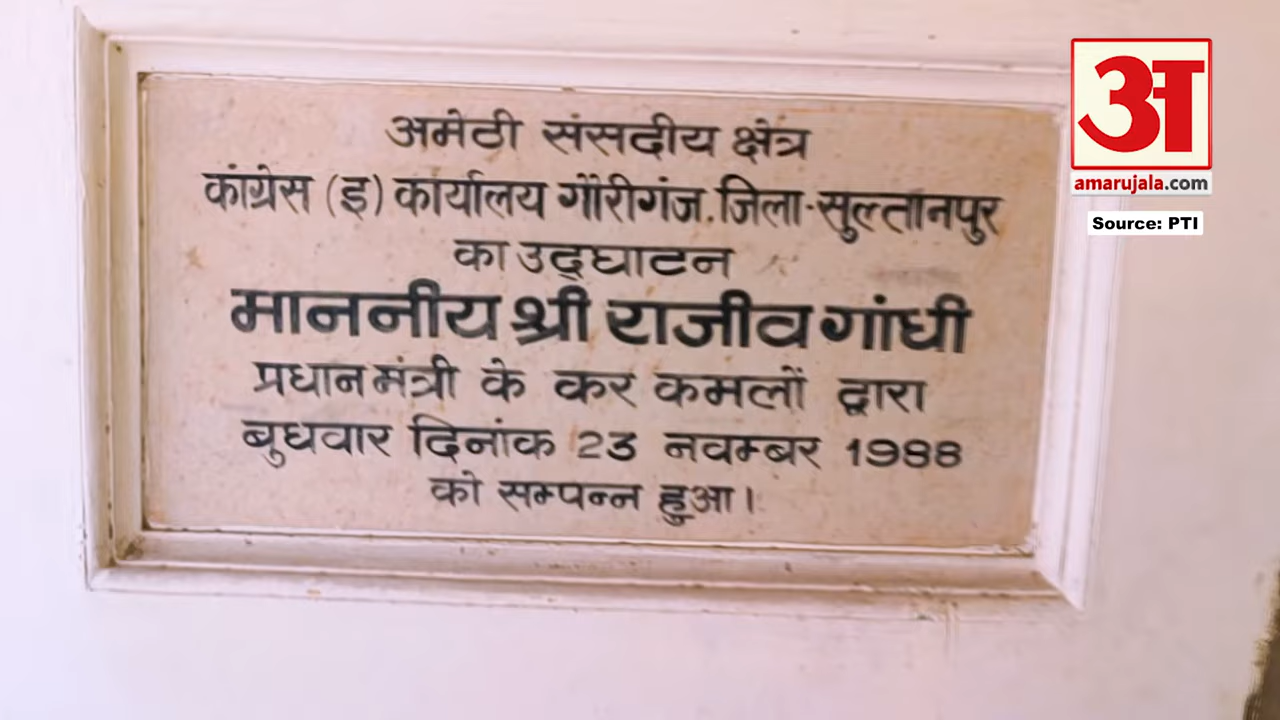 अमेठी संसदीय क्षेत्र
कांग्रेस (इ) कार्यालय गौरीगंज.जिला-सुल्तानपुर
का उद्घाटन
माननीय श्री राजीव गांधी
प्रधान मंत्री के कर कमलों द्वारा
बुधवार दिनांक 23 नवम्बर 1988
को सम्पन्न हुआ।
अ
amarujala.com
Source: PTI